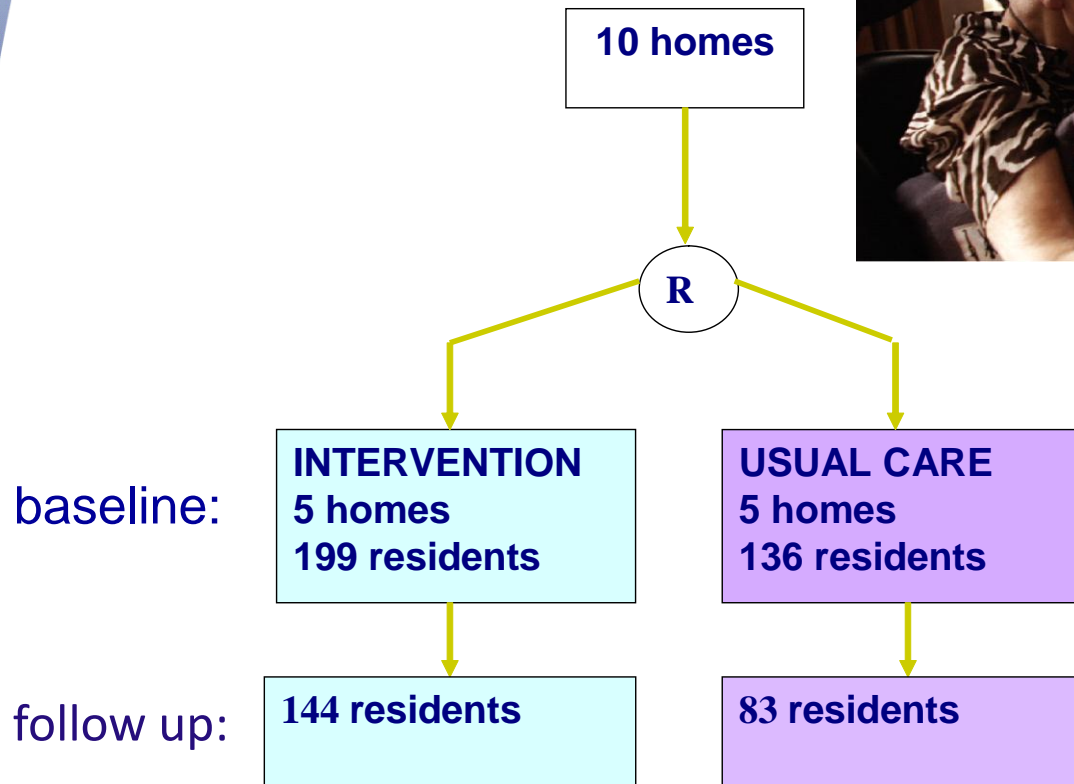 10 homes
R
baseline:
INTERVENTION
5 homes
199 residents
USUAL CARE
5 homes
136 residents
follow up:
144 residents
83 residents